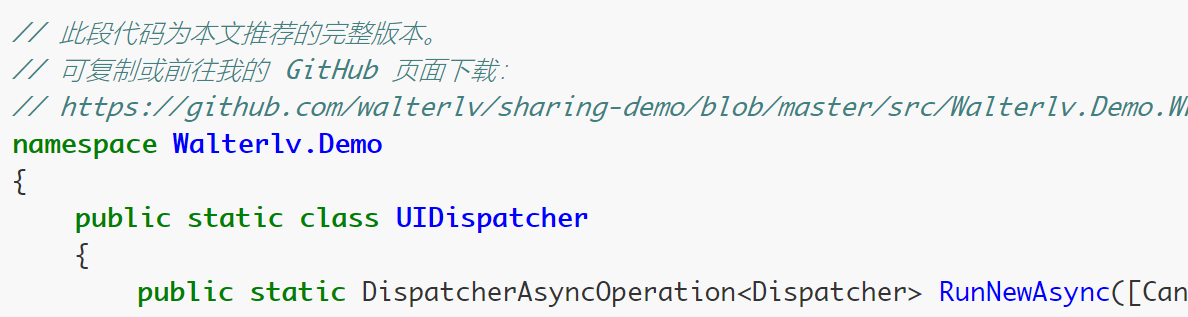 // 此段代码为本文推荐的完整版本。
// 可复制或前往我的 GitHub 页面下载：
// https://github.com/walterlv/sharing-demo/blob/master/src/Walterlv.Demo.W
namespace Walterlv.Demo
{
public static class UIDispatcher
{
public static DispatcherAsyncOperation<Dispatcher> RunNewAsync([Can